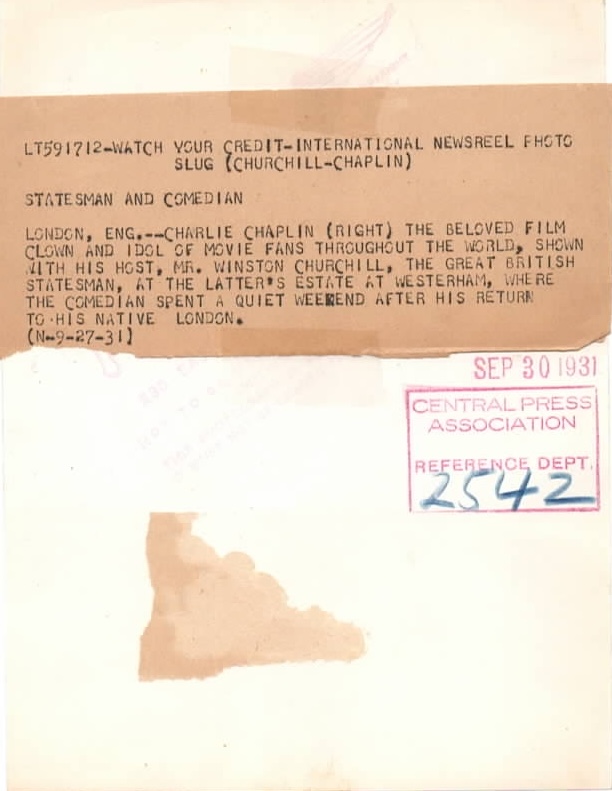 LT591712-WATCH YOUR CREDIT-INTERNATIONAL NEWSREEL PHOTO
SLUG (CHURCHILL-CHAPLIN)
STATESMAN AND COMEDIAN
LONDON, ENG.--CHARLIE CHAPLIN (RIGHT) THE BELOVED FILM
CLOWN AND IDOL OF MOVIE FANS THROUGHOUT THE WORLD, SHOWN
WITH HIS HOST, MR. WINSTON CHURCHILL, THE GREAT BRITISH
STATESMAN, AT THE LATTER'S ESTATE AT WESTERHAM, WHERE
THE COMEDIAN SPENT A QUIET WEEKEND AFTER HIS RETURN
TO HIS NATIVE LONDON.
(N-9-27-31)
SEP 30 1931
CENTRAL PRESS
ASSOCIATION
REFERENCE DEPT.
2542